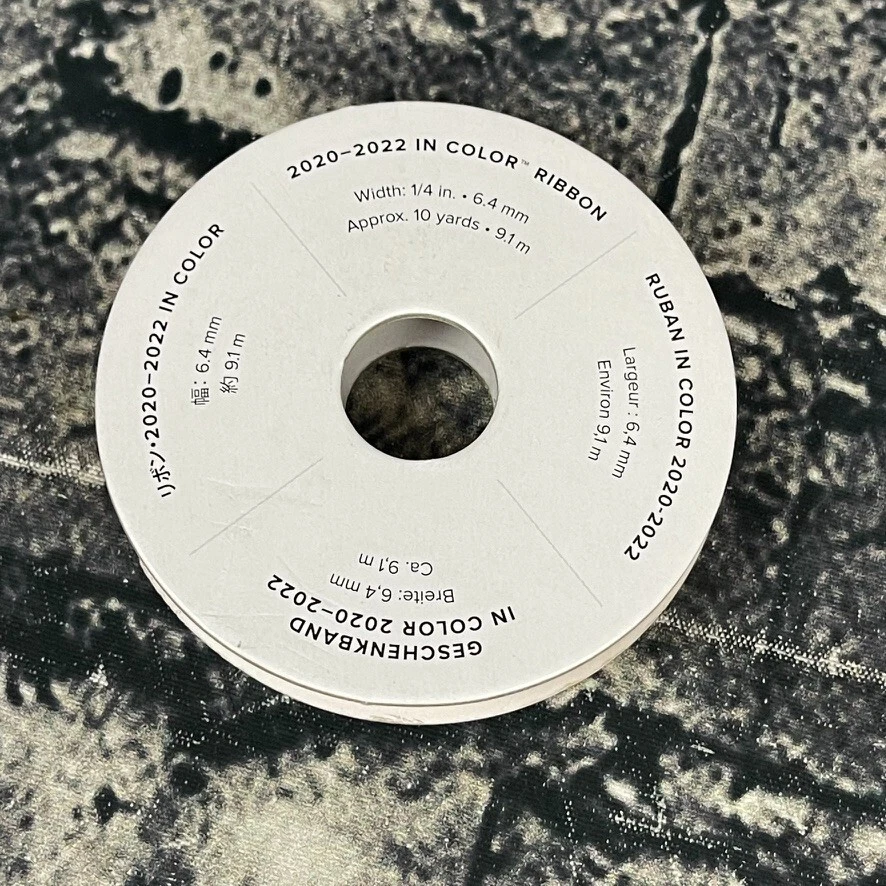 2020–2022 IN COLOR™ RIBBON
Width: 1/4 in. • 6.4 mm
Approx. 10 yards • 9.1 m
RUBAN IN COLOR 2020-2022
Largeur : 6,4 mm
Environ 9,1 m
GESCHENKBAND
IN COLOR 2020–2022
Breite: 6,4 mm
Ca. 9,1 m
リボン•2020–2022 IN COLOR
幅: 6.4 mm
約 9.1 m